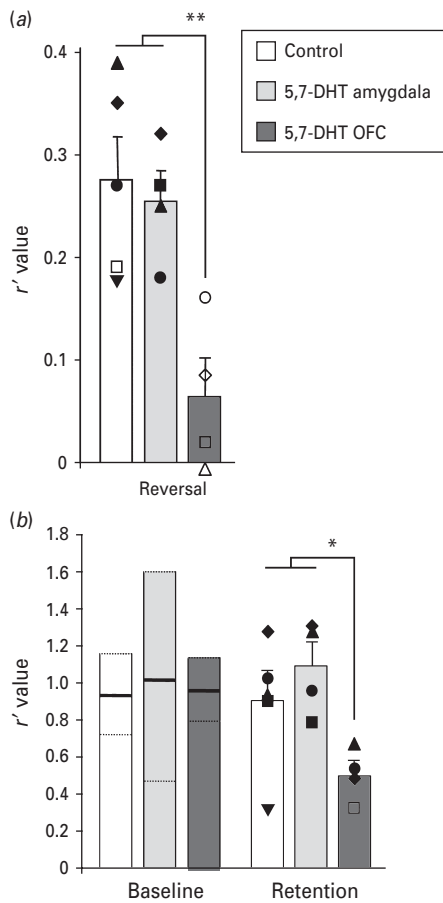 (a)
**
0.4
0.3
0.2
0.1
0
r′ value
Reversal
Control
5,7-DHT amygdala
5,7-DHT OFC
(b)
1.8
1.6
1.4
1.2
1.0
0.8
0.6
0.4
0.2
0
r′ value
*
Baseline
Retention